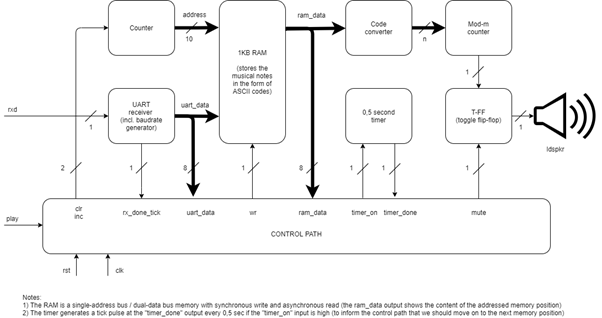 Counter
address
10
1KB RAM
(stores the
musical notes
in the form of
ASCII codes)
ram_data
Code
converter
n
Mod-m
counter
1
rxd
1
UART
receiver
(incl. baudrate
generator)
uart_data
0,5 second
timer
T-FF
(toggle flip-flop)
1
ldspkr
2
1
8
1
8
1
1
1
clr
inc
rx_done_tick
uart_data
wr
ram_data
timer_on
timer_done
mute
play
CONTROL PATH
rst
clk
Notes:
1) The RAM is a single-address bus / dual-data bus memory with synchronous write and asynchronous read (the ram_data output shows the content of the addressed memory position)
2) The timer generates a tick pulse at the "timer_done" output every 0,5 sec if the "timer_on" input is high (to inform the control path that we should move on to the next memory position)